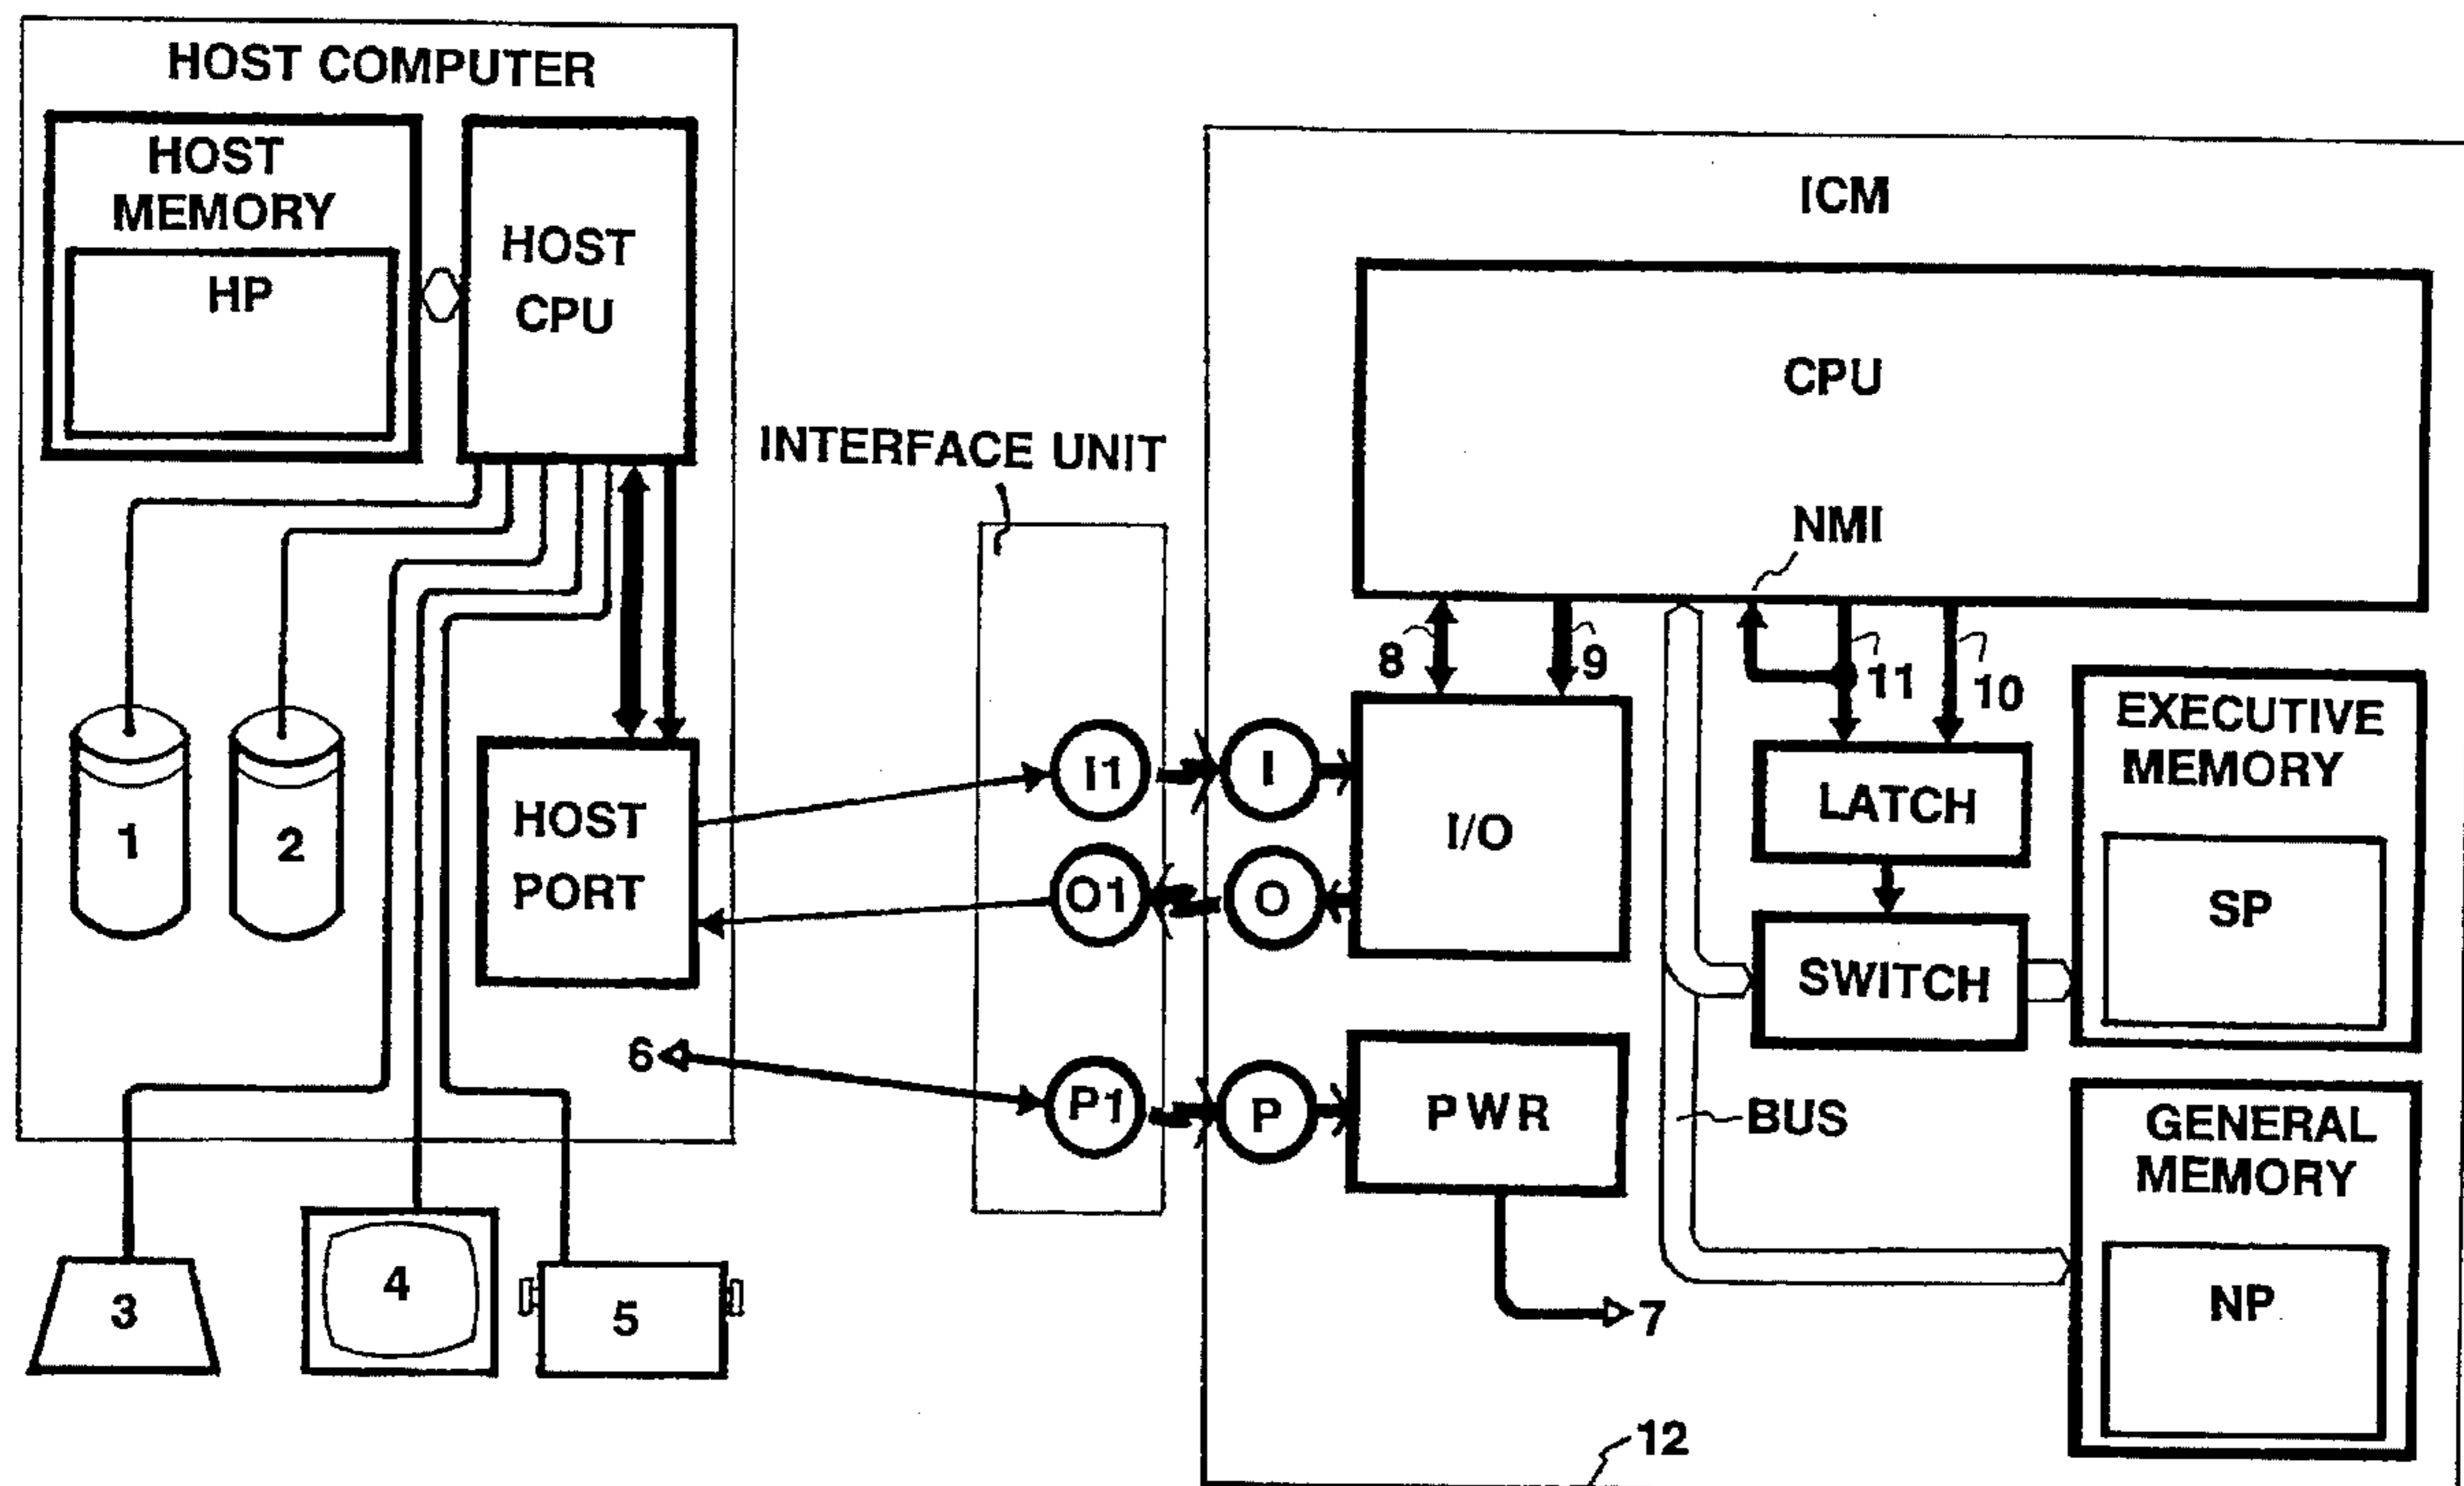 HOST COMPUTER
HOST
MEMORY
HP
HOST
CPU
1
2
HOST
PORT
6
3
4
5
INTERFACE UNIT
I1
O1
P1
ICM
CPU
NMI
8
9
11
10
I
O
P
I/O
PWR
7
LATCH
SWITCH
BUS
EXECUTIVE
MEMORY
SP
GENERAL
MEMORY
NP
12